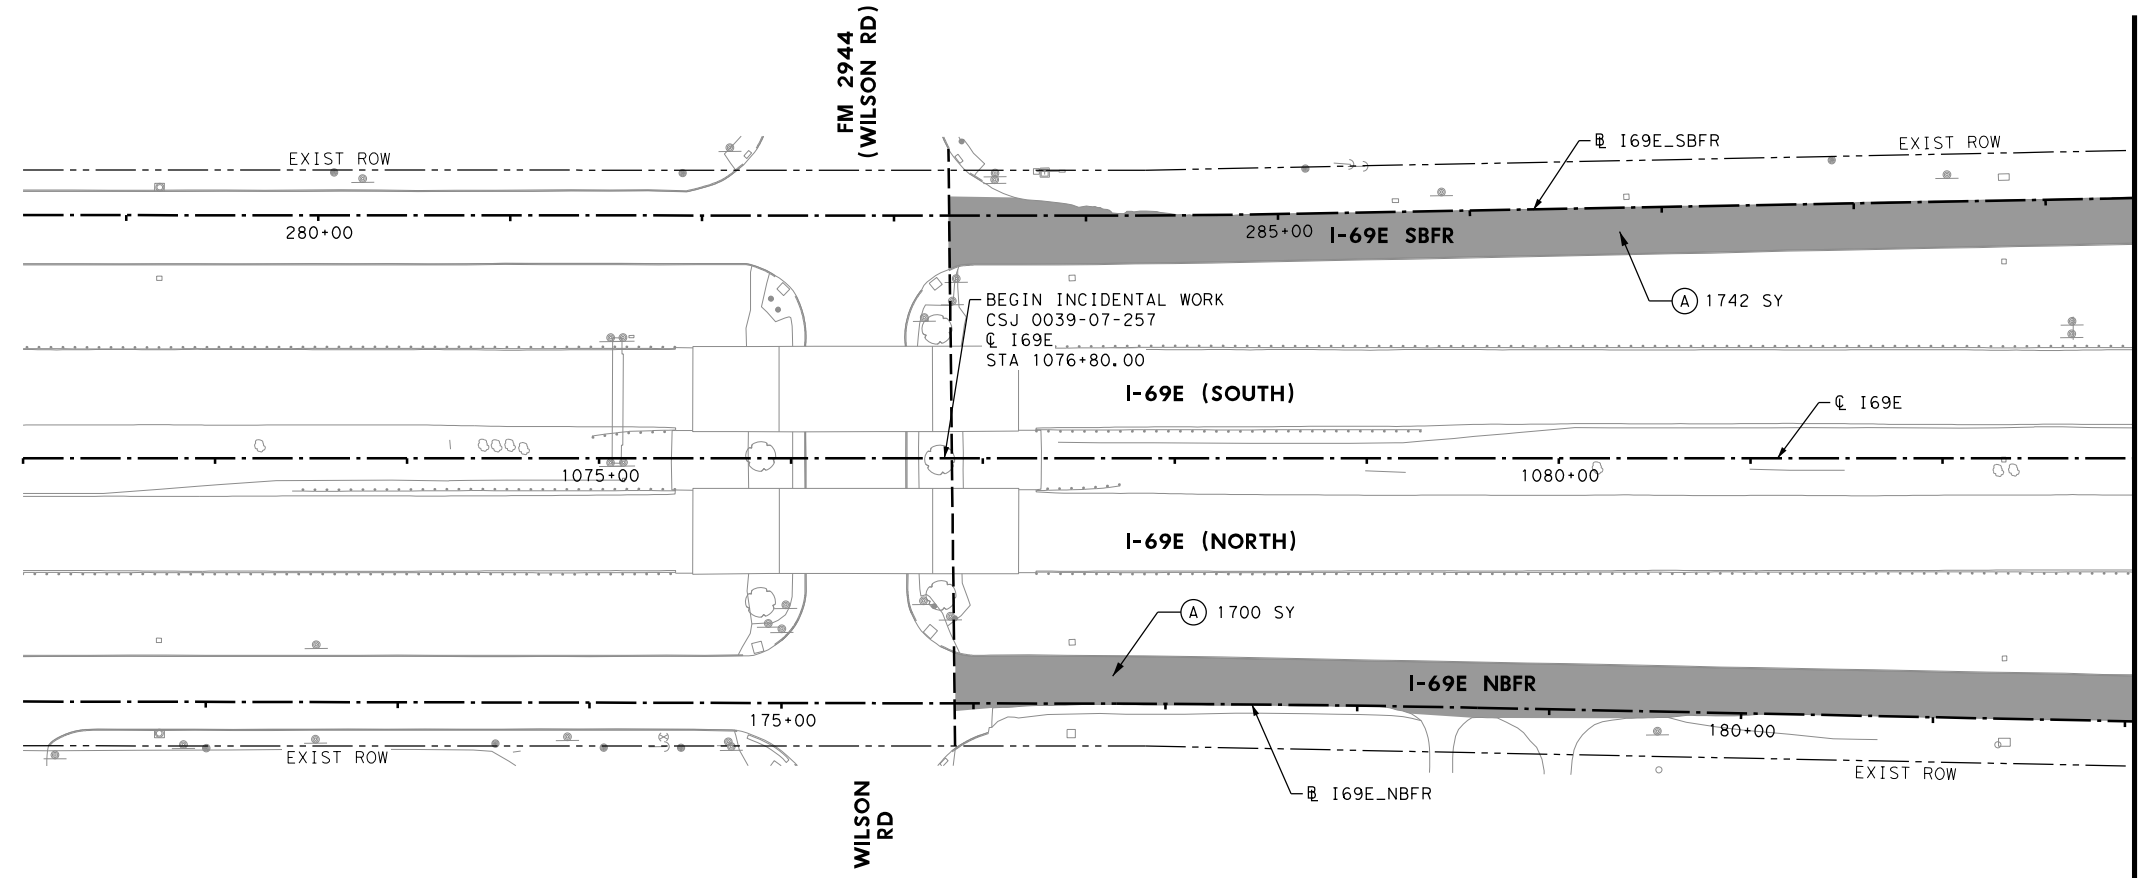 FM 2944
(WILSON RD)
EXIST ROW
℄ I69E_SBFR
EXIST ROW
280+00
285+00
I-69E SBFR
A 1742 SY
BEGIN INCIDENTAL WORK
CSJ 0039-07-257
℄ I69E
STA 1076+80.00
I-69E (SOUTH)
℄ I69E
1075+00
1080+00
I-69E (NORTH)
A 1700 SY
I-69E NBFR
175+00
180+00
EXIST ROW
EXIST ROW
℄ I69E_NBFR
WILSON
RD